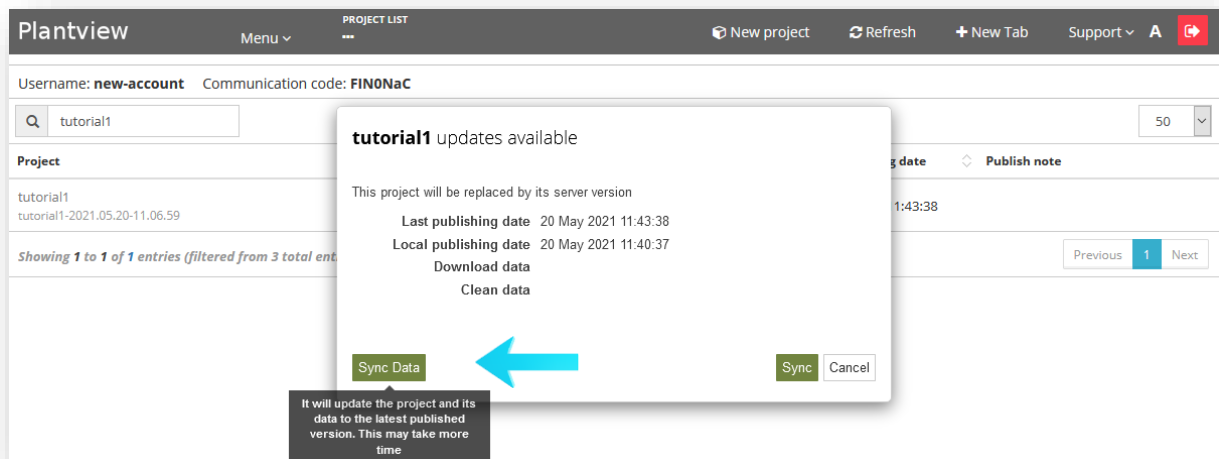 Plantview
Menu
PROJECT LIST
---
New project
Refresh
New Tab
Support
A
Username: new-account Communication code: FIN0NaC
tutorial1
50
tutorial1 updates available
Project
g date
Publish note
This project will be replaced by its server version
tutorial1
tutorial1-2021.05.20-11.06.59
1:43:38
Last publishing date 20 May 2021 11:43:38
Local publishing date 20 May 2021 11:40:37
Download data
Clean data
Showing 1 to 1 of 1 entries (filtered from 3 total ent
Previous 1 Next
Sync Data
Sync
Cancel
It will update the project and its
data to the latest published
version. This may take more
time